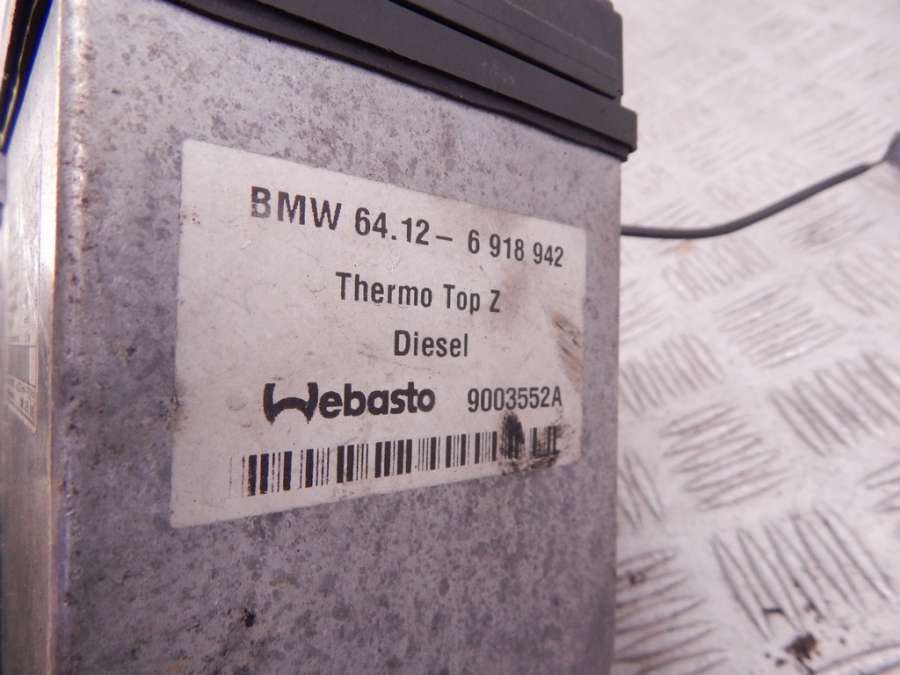 BMW 64.12 - 6 918 942
Thermo Top Z
Diesel
Webasto 9003552A